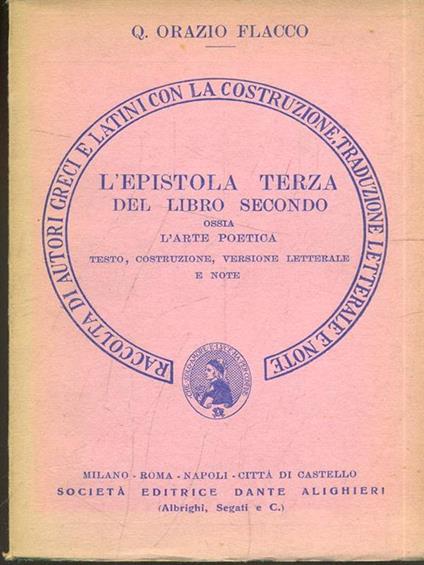 Q. ORAZIO FLACCO
RACCOLTA DI AUTORI GRECI E LATINI CON LA COSTRUZIONE, TRADUZIONE LETTERALE E NOTE
L'EPISTOLA TERZA
DEL LIBRO SECONDO
OSSIA
L'ARTE POETICA
TESTO, COSTRUZIONE, VERSIONE LETTERALE
E NOTE
MILANO - ROMA - NAPOLI - CITTÀ DI CASTELLO
SOCIETÀ EDITRICE DANTE ALIGHIERI
(Albrighi, Segati e C.)